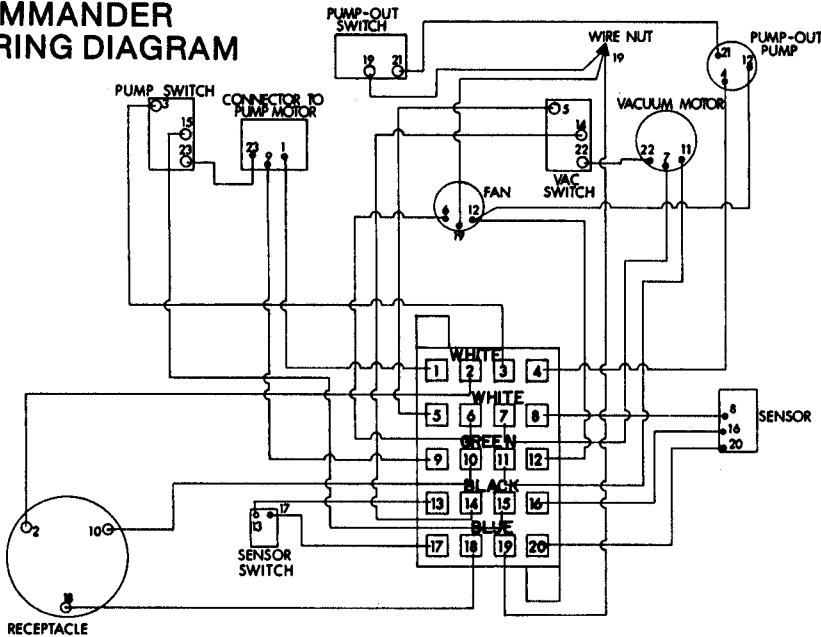 MMANDER
RING DIAGRAM
PUMP-OUT
SWITCH
19 21
WIRE NUT
19
PUMP-OUT
PUMP
21 12
4
PUMP SWITCH
3
15
23
CONNECTOR TO
PUMP MOTOR
23 9 1
5
14
22
VAC
SWITCH
VACUUM MOTOR
22 7 11
FAN
6 12
19
WHITE
1 2 3 4
WHITE
5 6 7 8
GREEN
9 10 11 12
BLACK
13 14 15 16
BLUE
17 18 19 20
8
16
20
SENSOR
2 10
18
RECEPTACLE
6 17
13
SENSOR
SWITCH